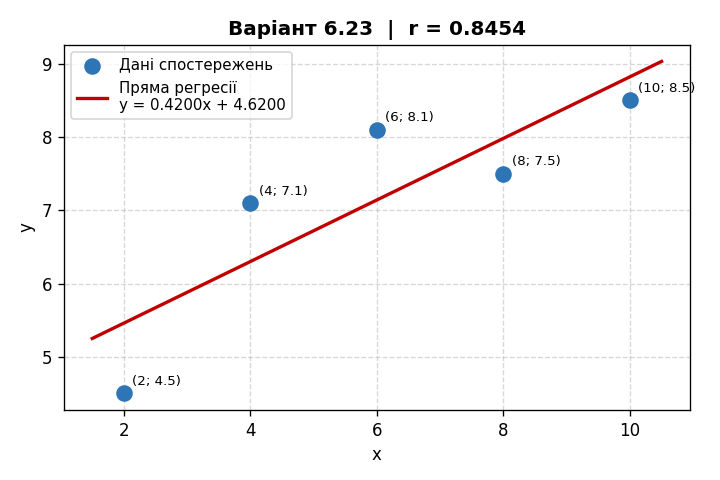 Варіант 6.23 | r = 0.8454
Дані спостережень
Пряма регресії
y = 0.4200x + 4.6200
(10; 8.5)
(6; 8.1)
(8; 7.5)
(4; 7.1)
(2; 4.5)
9
8
7
6
5
y
2 4 6 8 10
x